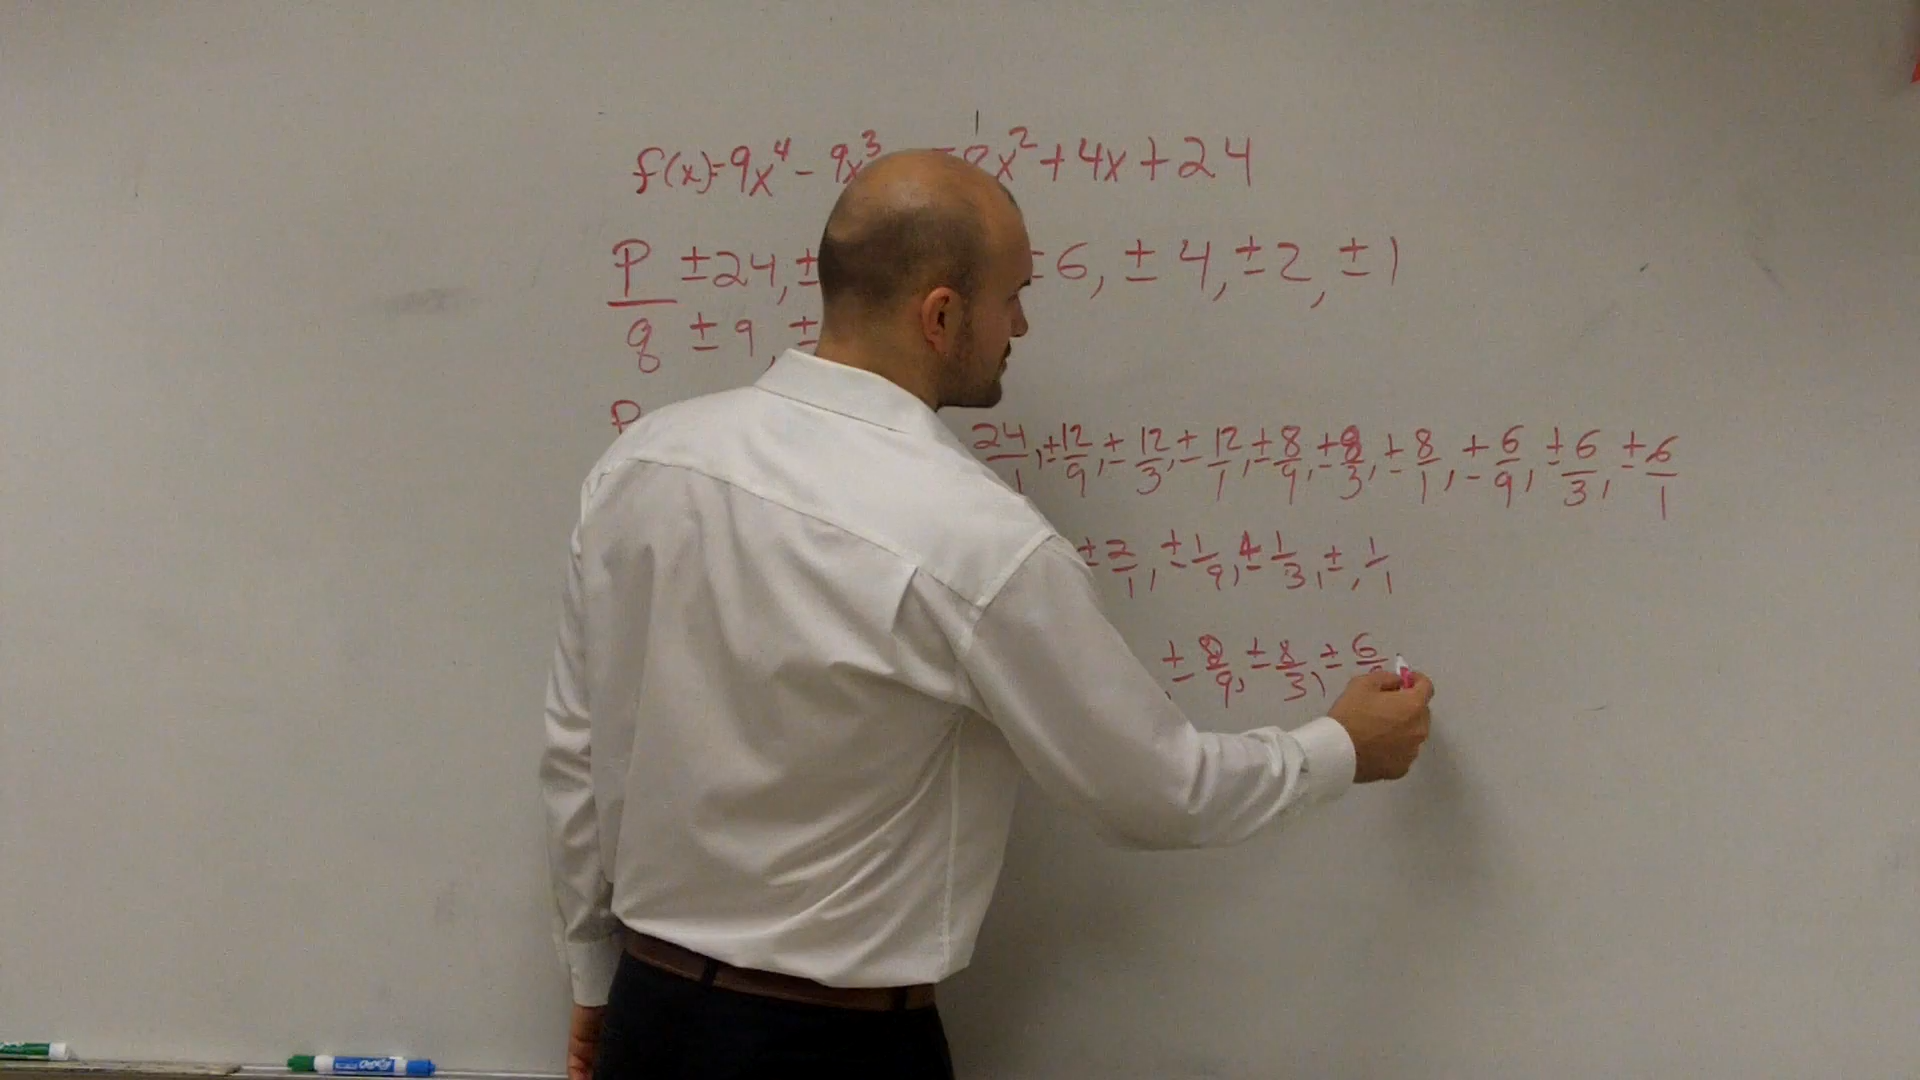 f(x)=9x⁴ - 9x³ 8x² + 4x + 24
P ±24, ± ±6, ±4, ±2, ±1
q ±9, ±
P 24/1, ±12/9, ±12/3, ±12/1, ±8/9, ±8/3, ±8/1, ±6/9, ±6/3, ±6/1
±2/1, ±1/9, ±1/3, ±, 1/1
, ±8/9, ±8/3, ±6